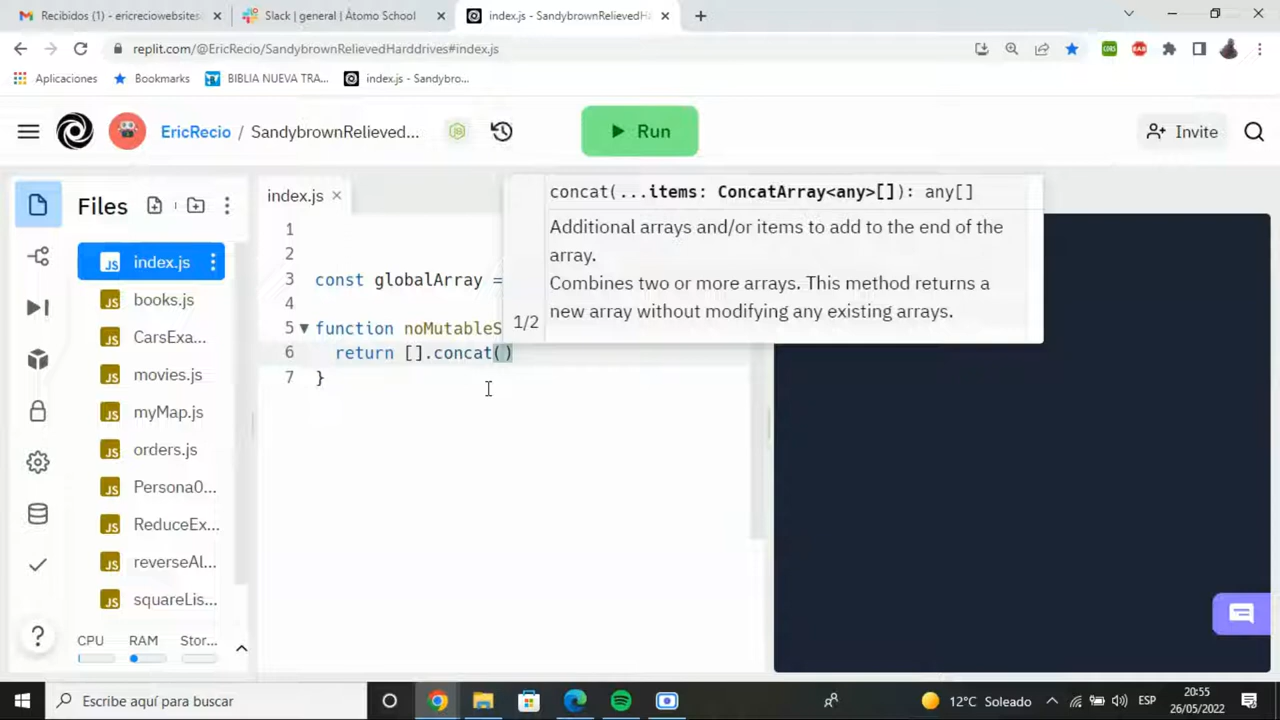 Recibidos (1) - ericreciowebsites
Slack | general | Átomo School
index.js - SandybrownRelievedHa
replit.com/@EricRecio/SandybrownRelievedHarddrives#index.js
Aplicaciones
Bookmarks
BIBLIA NUEVA TRA...
index.js - Sandybro...
EricRecio / SandybrownRelieved...
Run
Invite
Files
index.js
books.js
CarsExa...
movies.js
myMap.js
orders.js
Persona0...
ReduceEx...
reverseAl...
squareLis...
CPU RAM Stor...
index.js
1
2
3 const globalArray =
4
5 function noMutableS
6 return [].concat()
7 }
concat(...items: ConcatArray<any>[]): any[]
Additional arrays and/or items to add to the end of the
array.
Combines two or more arrays. This method returns a
new array without modifying any existing arrays.
1/2
Escribe aquí para buscar
12°C Soleado
ESP
20:55
26/05/2022